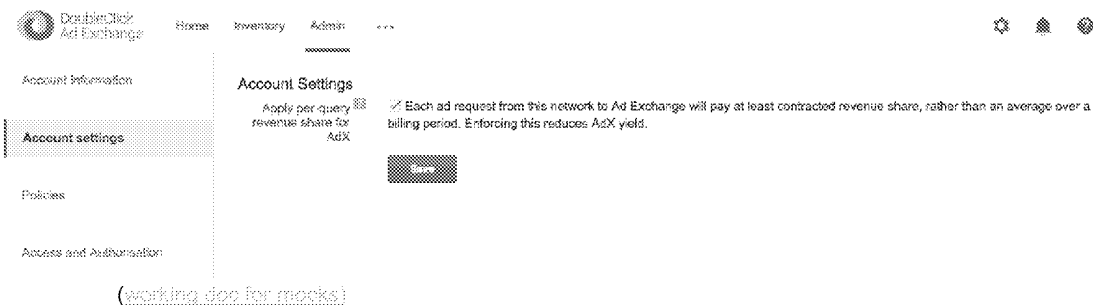 DoubleClick
Ad Exchange
Home Inventory Admin
Account information
Account settings
Policies
Access and Authorisation
Account Settings
Apply per-query
revenue share for
AdX
Each ad request from this network to Ad Exchange will pay at least contracted revenue share, rather than an average over a
billing period. Enforcing this reduces AdX yield.
Save
(working doc for mocks)